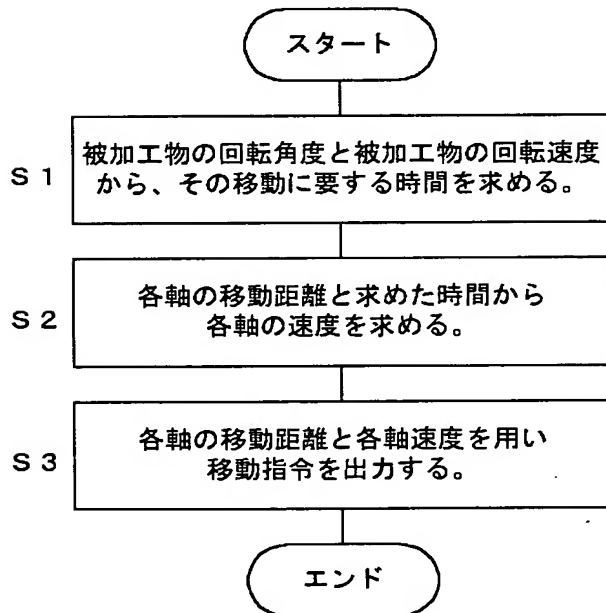 スタート
S1
被加工物の回転角度と被加工物の回転速度
から、その移動に要する時間を求める。
S2
各軸の移動距離と求めた時間から
各軸の速度を求める。
S3
各軸の移動距離と各軸速度を用い
移動指令を出力する。
エンド